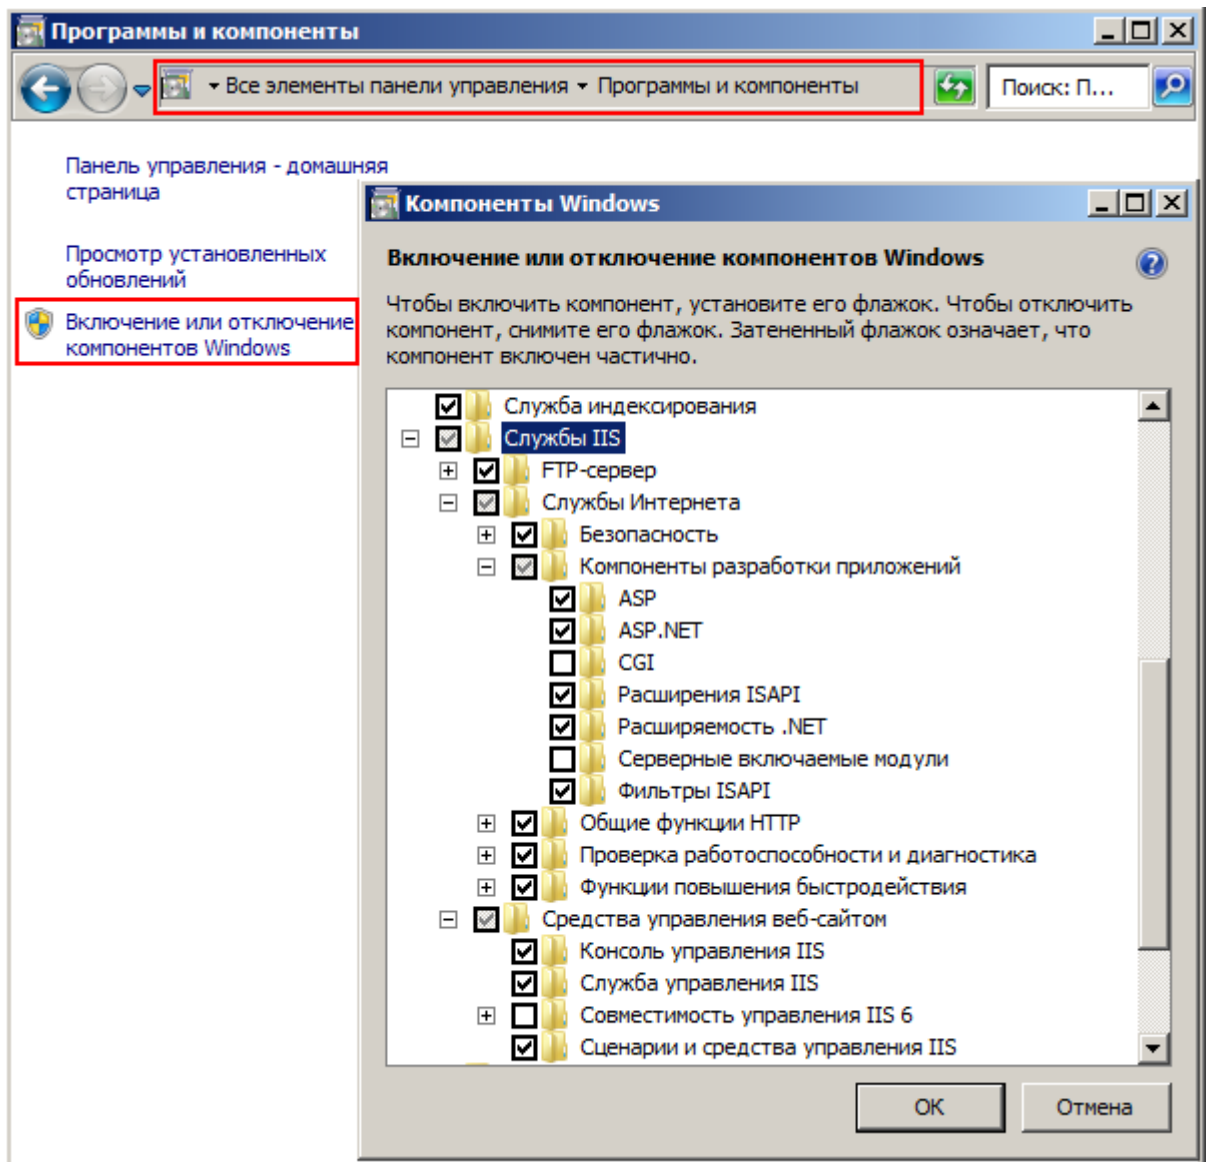 Программы и компоненты
Все элементы панели управления Программы и компоненты
Поиск: П...
Панель управления - домашняя
страница
Просмотр установленных
обновлений
Включение или отключение
компонентов Windows
Компоненты Windows
Включение или отключение компонентов Windows
Чтобы включить компонент, установите его флажок. Чтобы отключить
компонент, снимите его флажок. Затененный флажок означает, что
компонент включен частично.
Служба индексирования
Службы IIS
FTP-сервер
Службы Интернета
Безопасность
Компоненты разработки приложений
ASP
ASP.NET
CGI
Расширения ISAPI
Расширяемость .NET
Серверные включаемые модули
Фильтры ISAPI
Общие функции HTTP
Проверка работоспособности и диагностика
Функции повышения быстродействия
Средства управления веб-сайтом
Консоль управления IIS
Служба управления IIS
Совместимость управления IIS 6
Сценарии и средства управления IIS
ОК
Отмена